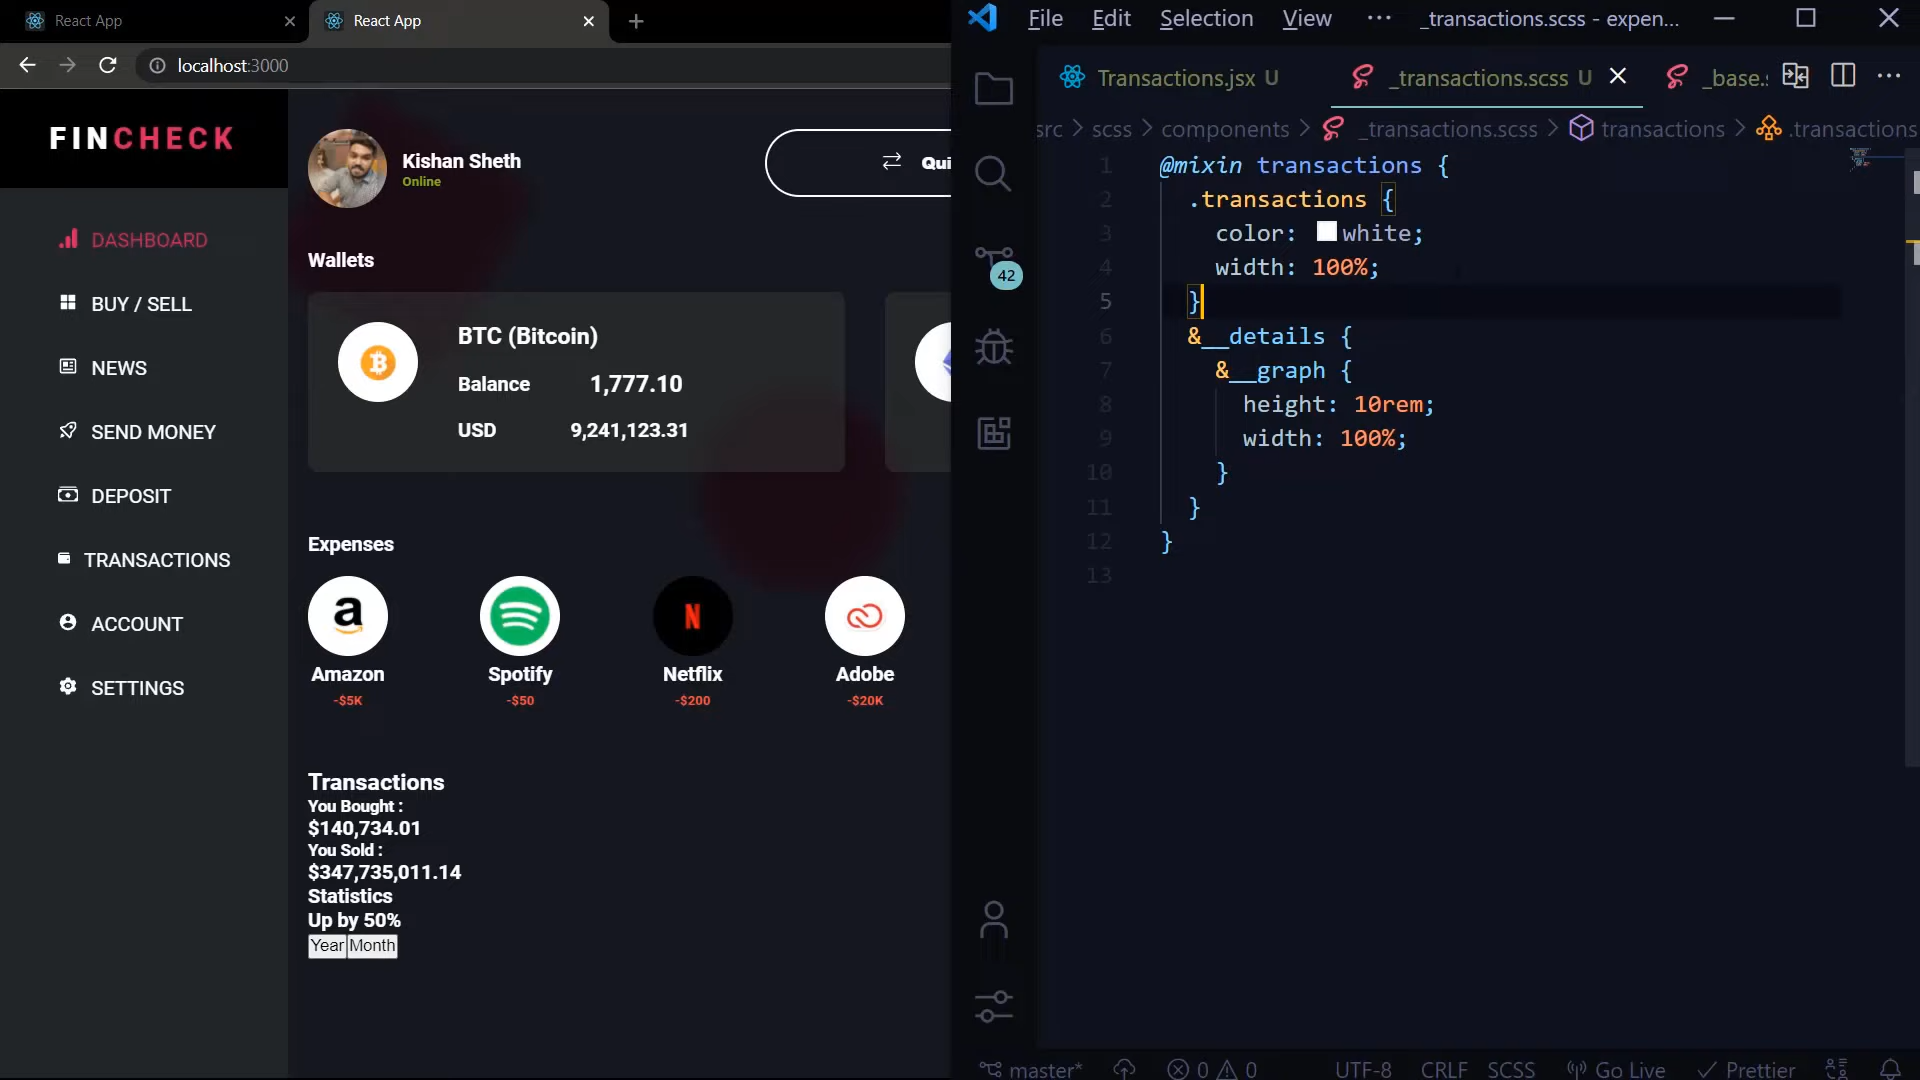 React App
React App
localhost:3000
FINCHECK
DASHBOARD
BUY / SELL
NEWS
SEND MONEY
DEPOSIT
TRANSACTIONS
ACCOUNT
SETTINGS
Kishan Sheth
Online
Qui
Wallets
BTC (Bitcoin)
Balance 1,777.10
USD 9,241,123.31
Expenses
Amazon
-$5K
Spotify
-$50
N
Netflix
-$200
Adobe
-$20K
Transactions
You Bought :
$140,734.01
You Sold :
$347,735,011.14
Statistics
Up by 50%
Year Month
File Edit Selection View ··· _transactions.scss - expen...
Transactions.jsx U _transactions.scss U _base.s
src > scss > components > _transactions.scss > transactions > .transactions
42
1 @mixin transactions {
2 .transactions {
3 color: white;
4 width: 100%;
5 }
6 &__details {
7 &__graph {
8 height: 10rem;
9 width: 100%;
10 }
11 }
12 }
13
master* 0 0 UTF-8 CRLF SCSS Go Live Prettier